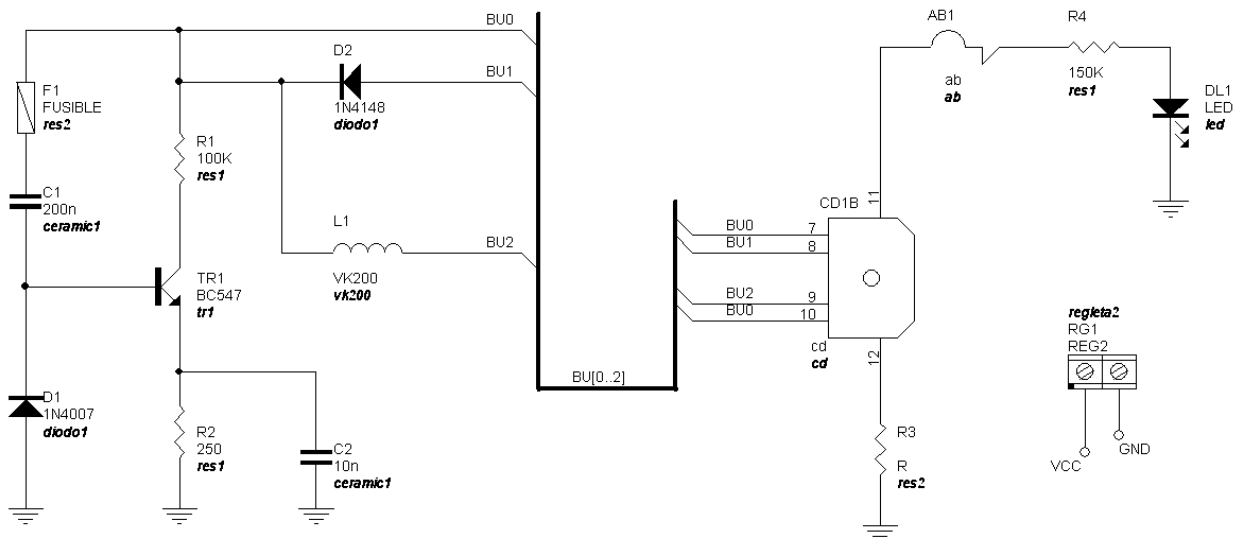 BU0
D2
BU1
1N4148
diodo1
F1
FUSIBLE
res2
R1
100K
res1
C1
200n
ceramic1
L1
BU2
VK200
vk200
TR1
BC547
tr1
D1
1N4007
diodo1
R2
250
res1
C2
10n
ceramic1
BU[0..2]
BU0
BU1
BU2
BU0
CD1B
7
8
9
10
11
12
cd
cd
R3
R
res2
AB1
ab
ab
R4
150K
res1
DL1
LED
led
regleta2
RG1
REG2
VCC
GND